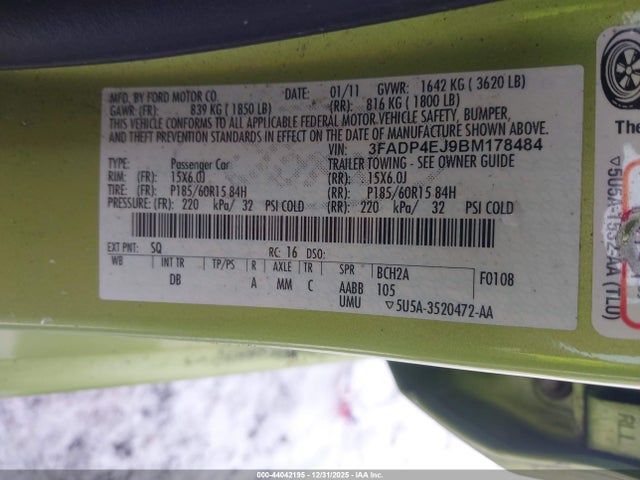 MFD. BY FORD MOTOR CO.
DATE: 01/11 GVWR: 1642 KG ( 3620 LB)
GAWR: (FR): 839 KG ( 1850 LB) (RR): 816 KG ( 1800 LB)
THIS VEHICLE CONFORMS TO ALL APPLICABLE FEDERAL MOTOR VEHICLE SAFETY, BUMPER,
AND THEFT PREVENTION STANDARDS IN EFFECT ON THE DATE OF MANUFACTURE SHOWN ABOVE.
VIN: 3FADP4EJ9BM178484
TYPE: Passenger Car TRAILER TOWING - SEE OWNER GUIDE
RIM: (FR): 15X6.0J (RR): 15X6.0J
TIRE: (FR): P185/60R15 84H (RR): P185/60R15 84H
PRESSURE: (FR): 220 kPa/ 32 PSI COLD (RR): 220 kPa/ 32 PSI COLD
EXT PNT: SQ RC: 16 DSO:
WB INT TR TP/PS R AXLE TR SPR BCH2A F0108
DB A MM C AABB 105
UMU ▽5U5A-3520472-AA
▽5U5A-1532-AA (TLU)
ALL
000-44042195 - 12/31/2025 - COPYRIGHT IAA